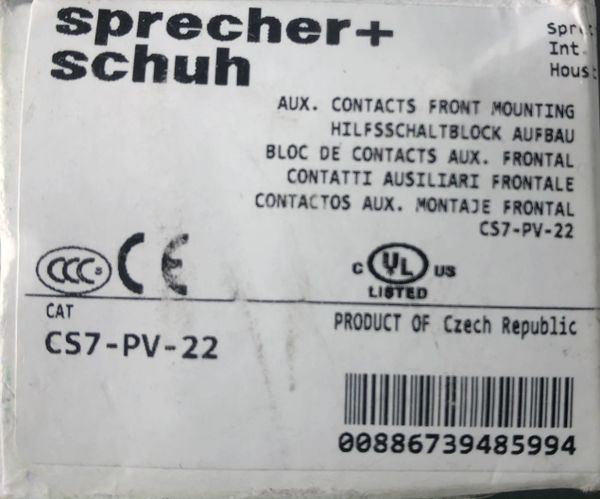 sprecher+
schuh
Int.
AUX. CONTACTS FRONT MOUNTING
HILFSSCHALTBLOCK AUFBAU
BLOC DE CONTACTS AUX. FRONTAL
CONTATTI AUSILIARI FRONTALE
CONTACTOS AUX. MONTAJE FRONTAL
CS7-PV-22
CCC S
CE
C UL US
LISTED
CAT
CS7-PV-22
PRODUCT OF Czech Republic
00886739485994